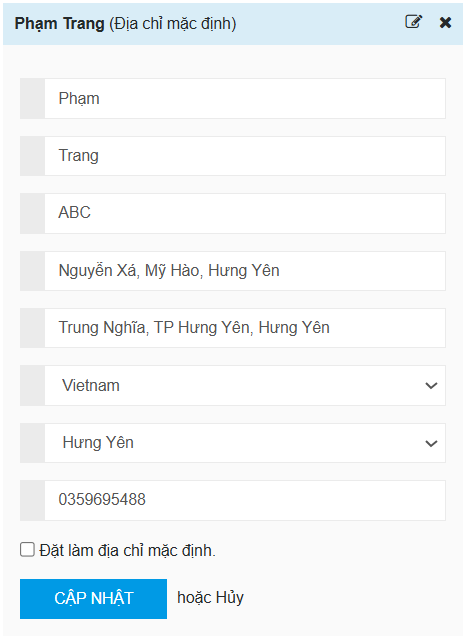 Phạm Trang (Địa chỉ mặc định)
Phạm
Trang
ABC
Nguyễn Xá, Mỹ Hào, Hưng Yên
Trung Nghĩa, TP Hưng Yên, Hưng Yên
Vietnam
Hưng Yên
0359695488
Đặt làm địa chỉ mặc định.
CẬP NHẬT hoặc Hủy